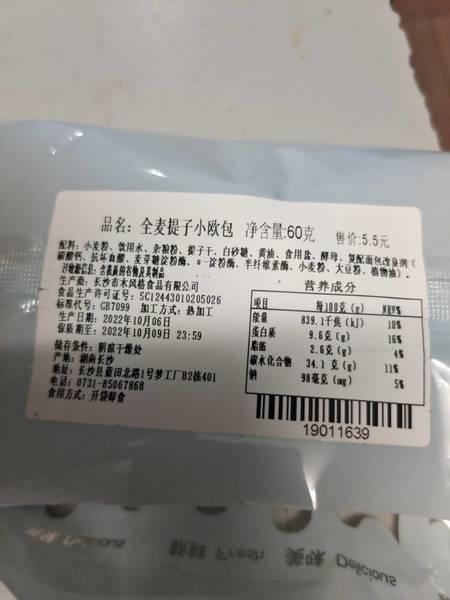 品名: 全麦提子小欧包 净含量:60克 售价:5.5元
配料: 小麦粉、饮用水、杂粮粉、提子干、白砂糖、黄油、食用盐、酵母、复配面包改良剂(
碳酸钙、抗坏血酸、麦芽糖淀粉酶、α-淀粉酶、半纤维素酶、小麦粉、大豆粉、植物油)
过敏原信息: 含麸质的谷物及其制品
生产商: 长沙市木风格食品有限公司
食品生产许可证号: SC12443010205026
标准代号: GB7099 加工方式: 热加工
生产日期: 2022年10月06日
保质期至: 2022年10月09日 23:59
储存条件: 阴凉干燥处
产地: 湖南长沙
地址: 长沙县蓝田北路1号梦工厂B2栋401
电话: 0731-85067868
食用方式: 开袋即食
营养成分
项目 每100克(g) NRV%
能量 839.1千焦(kJ) 10%
蛋白质 9.6克(g) 16%
脂肪 2.6克(g) 4%
碳水化合物 34.1 克(g) 11%
钠 98毫克(mg) 5%
19011639
Fresh 美味 Delicious